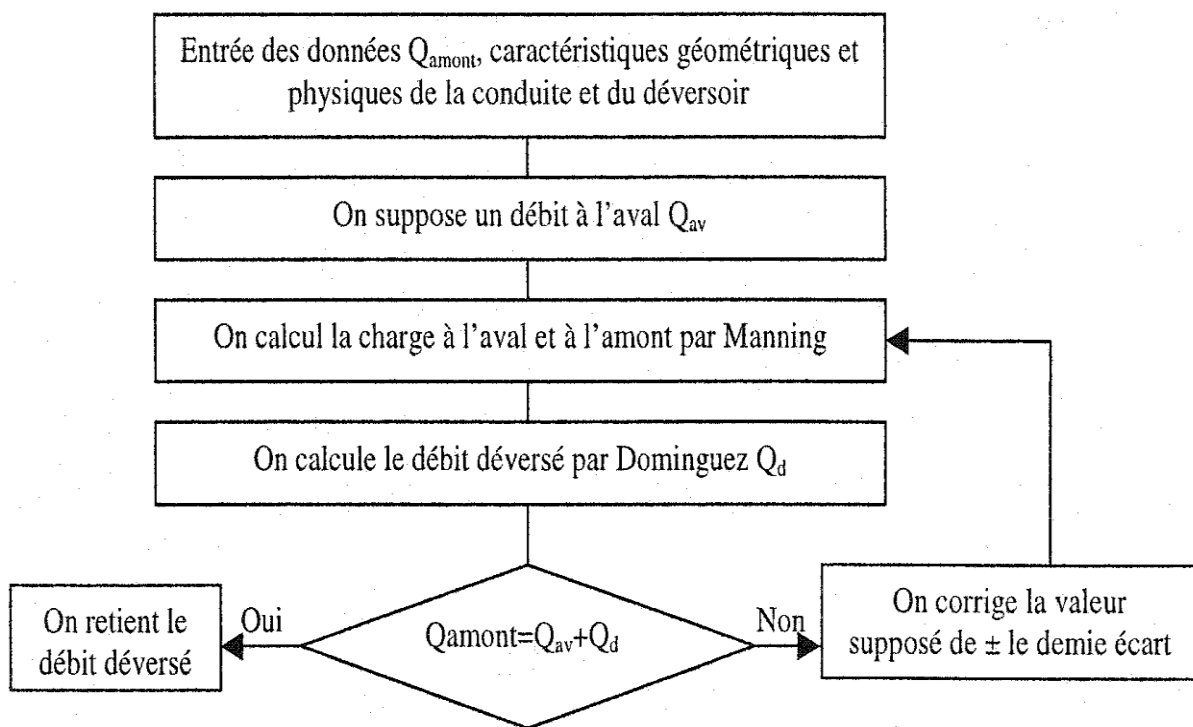 Entrée des données Qamont, caractéristiques géométriques et
physiques de la conduite et du déversoir
On suppose un débit à l'aval Qav
On calcul la charge à l'aval et à l'amont par Manning
On calcule le débit déversé par Dominguez Qd
Qamont=Qav+Qd
Oui
Non
On retient le
débit déversé
On corrige la valeur
supposé de ± le demie écart